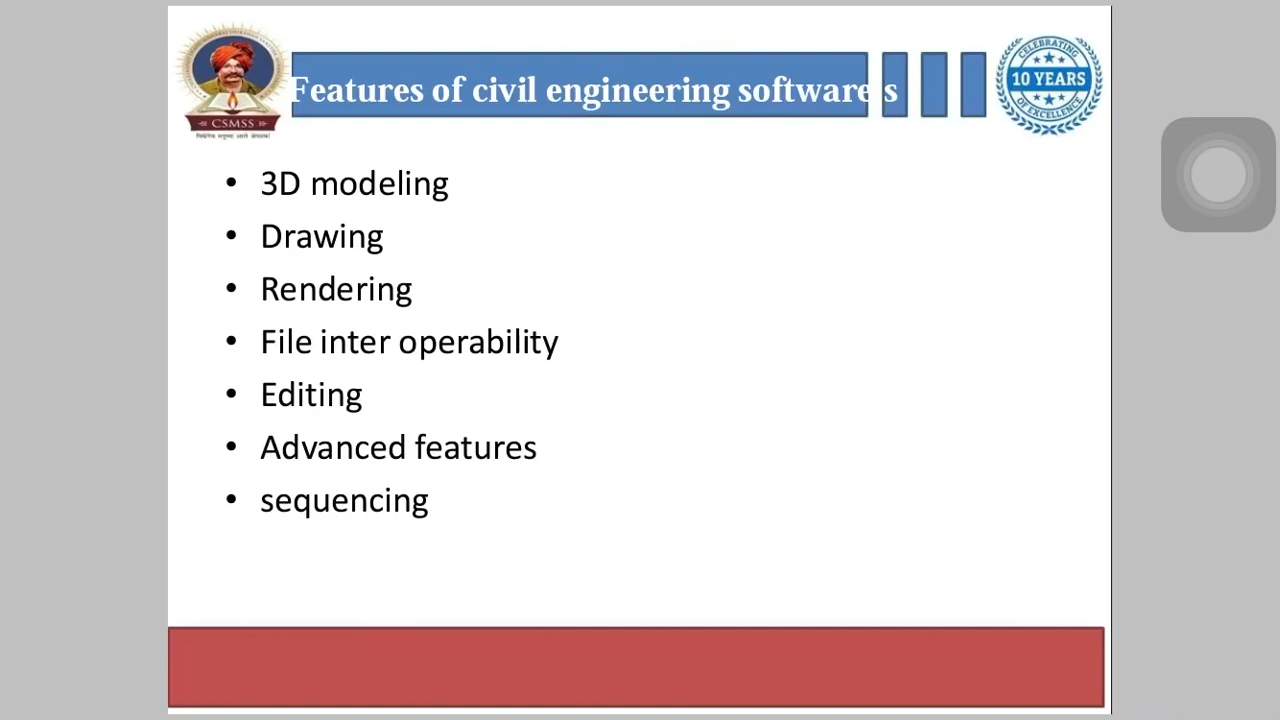 Features of civil engineering softwares
CSMSS
CELEBRATING
10 YEARS
OF EXCELLENCE
• 3D modeling
• Drawing
• Rendering
• File inter operability
• Editing
• Advanced features
• sequencing